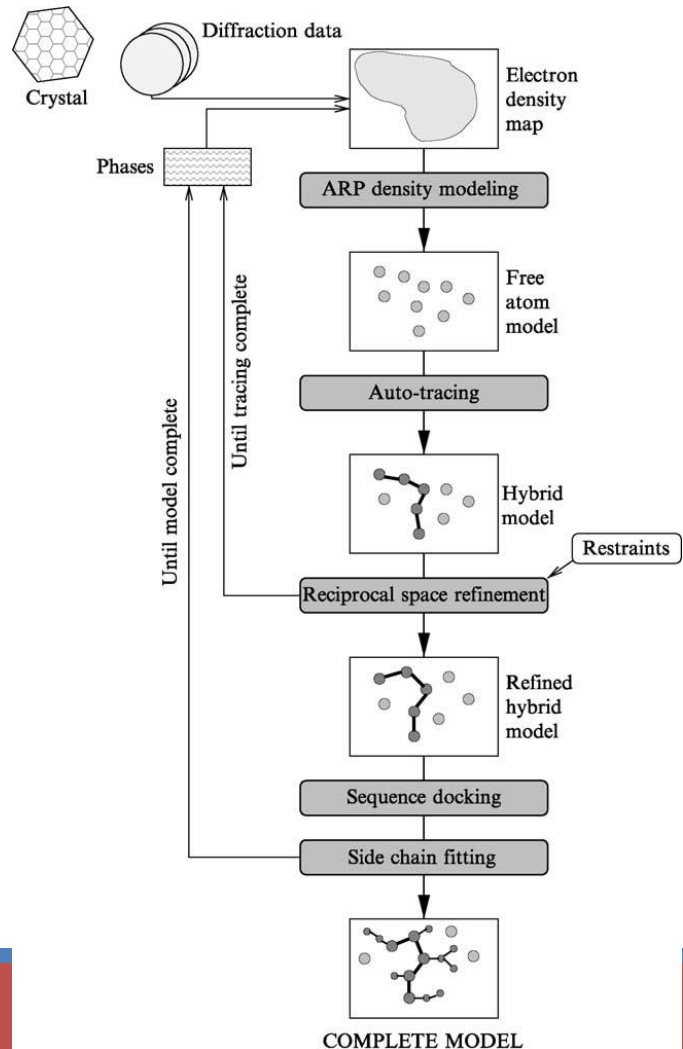 Diffraction data
Crystal
Electron
density
map
Phases
ARP density modeling
Free
atom
model
Until tracing complete
Until model complete
Auto-tracing
Hybrid
model
Restraints
Reciprocal space refinement
Refined
hybrid
model
Sequence docking
Side chain fitting
COMPLETE MODEL